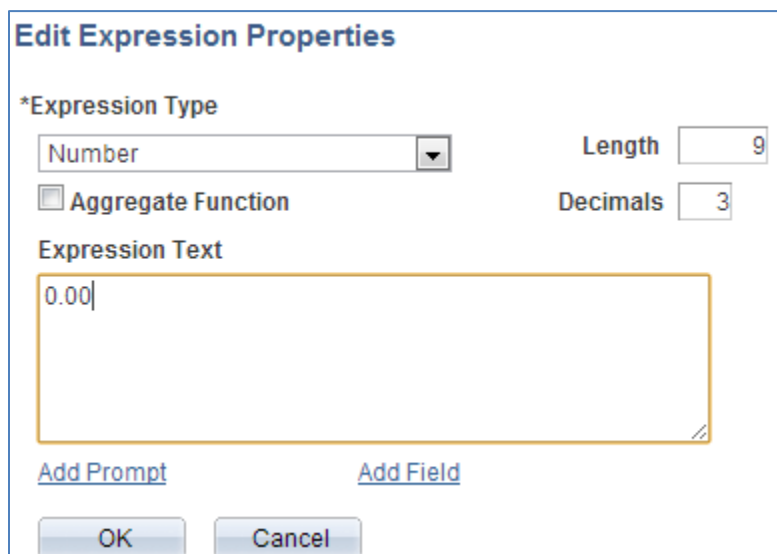 Edit Expression Properties
*Expression Type
Number Length 9
Aggregate Function Decimals 3
Expression Text
0.00
Add Prompt Add Field
OK Cancel